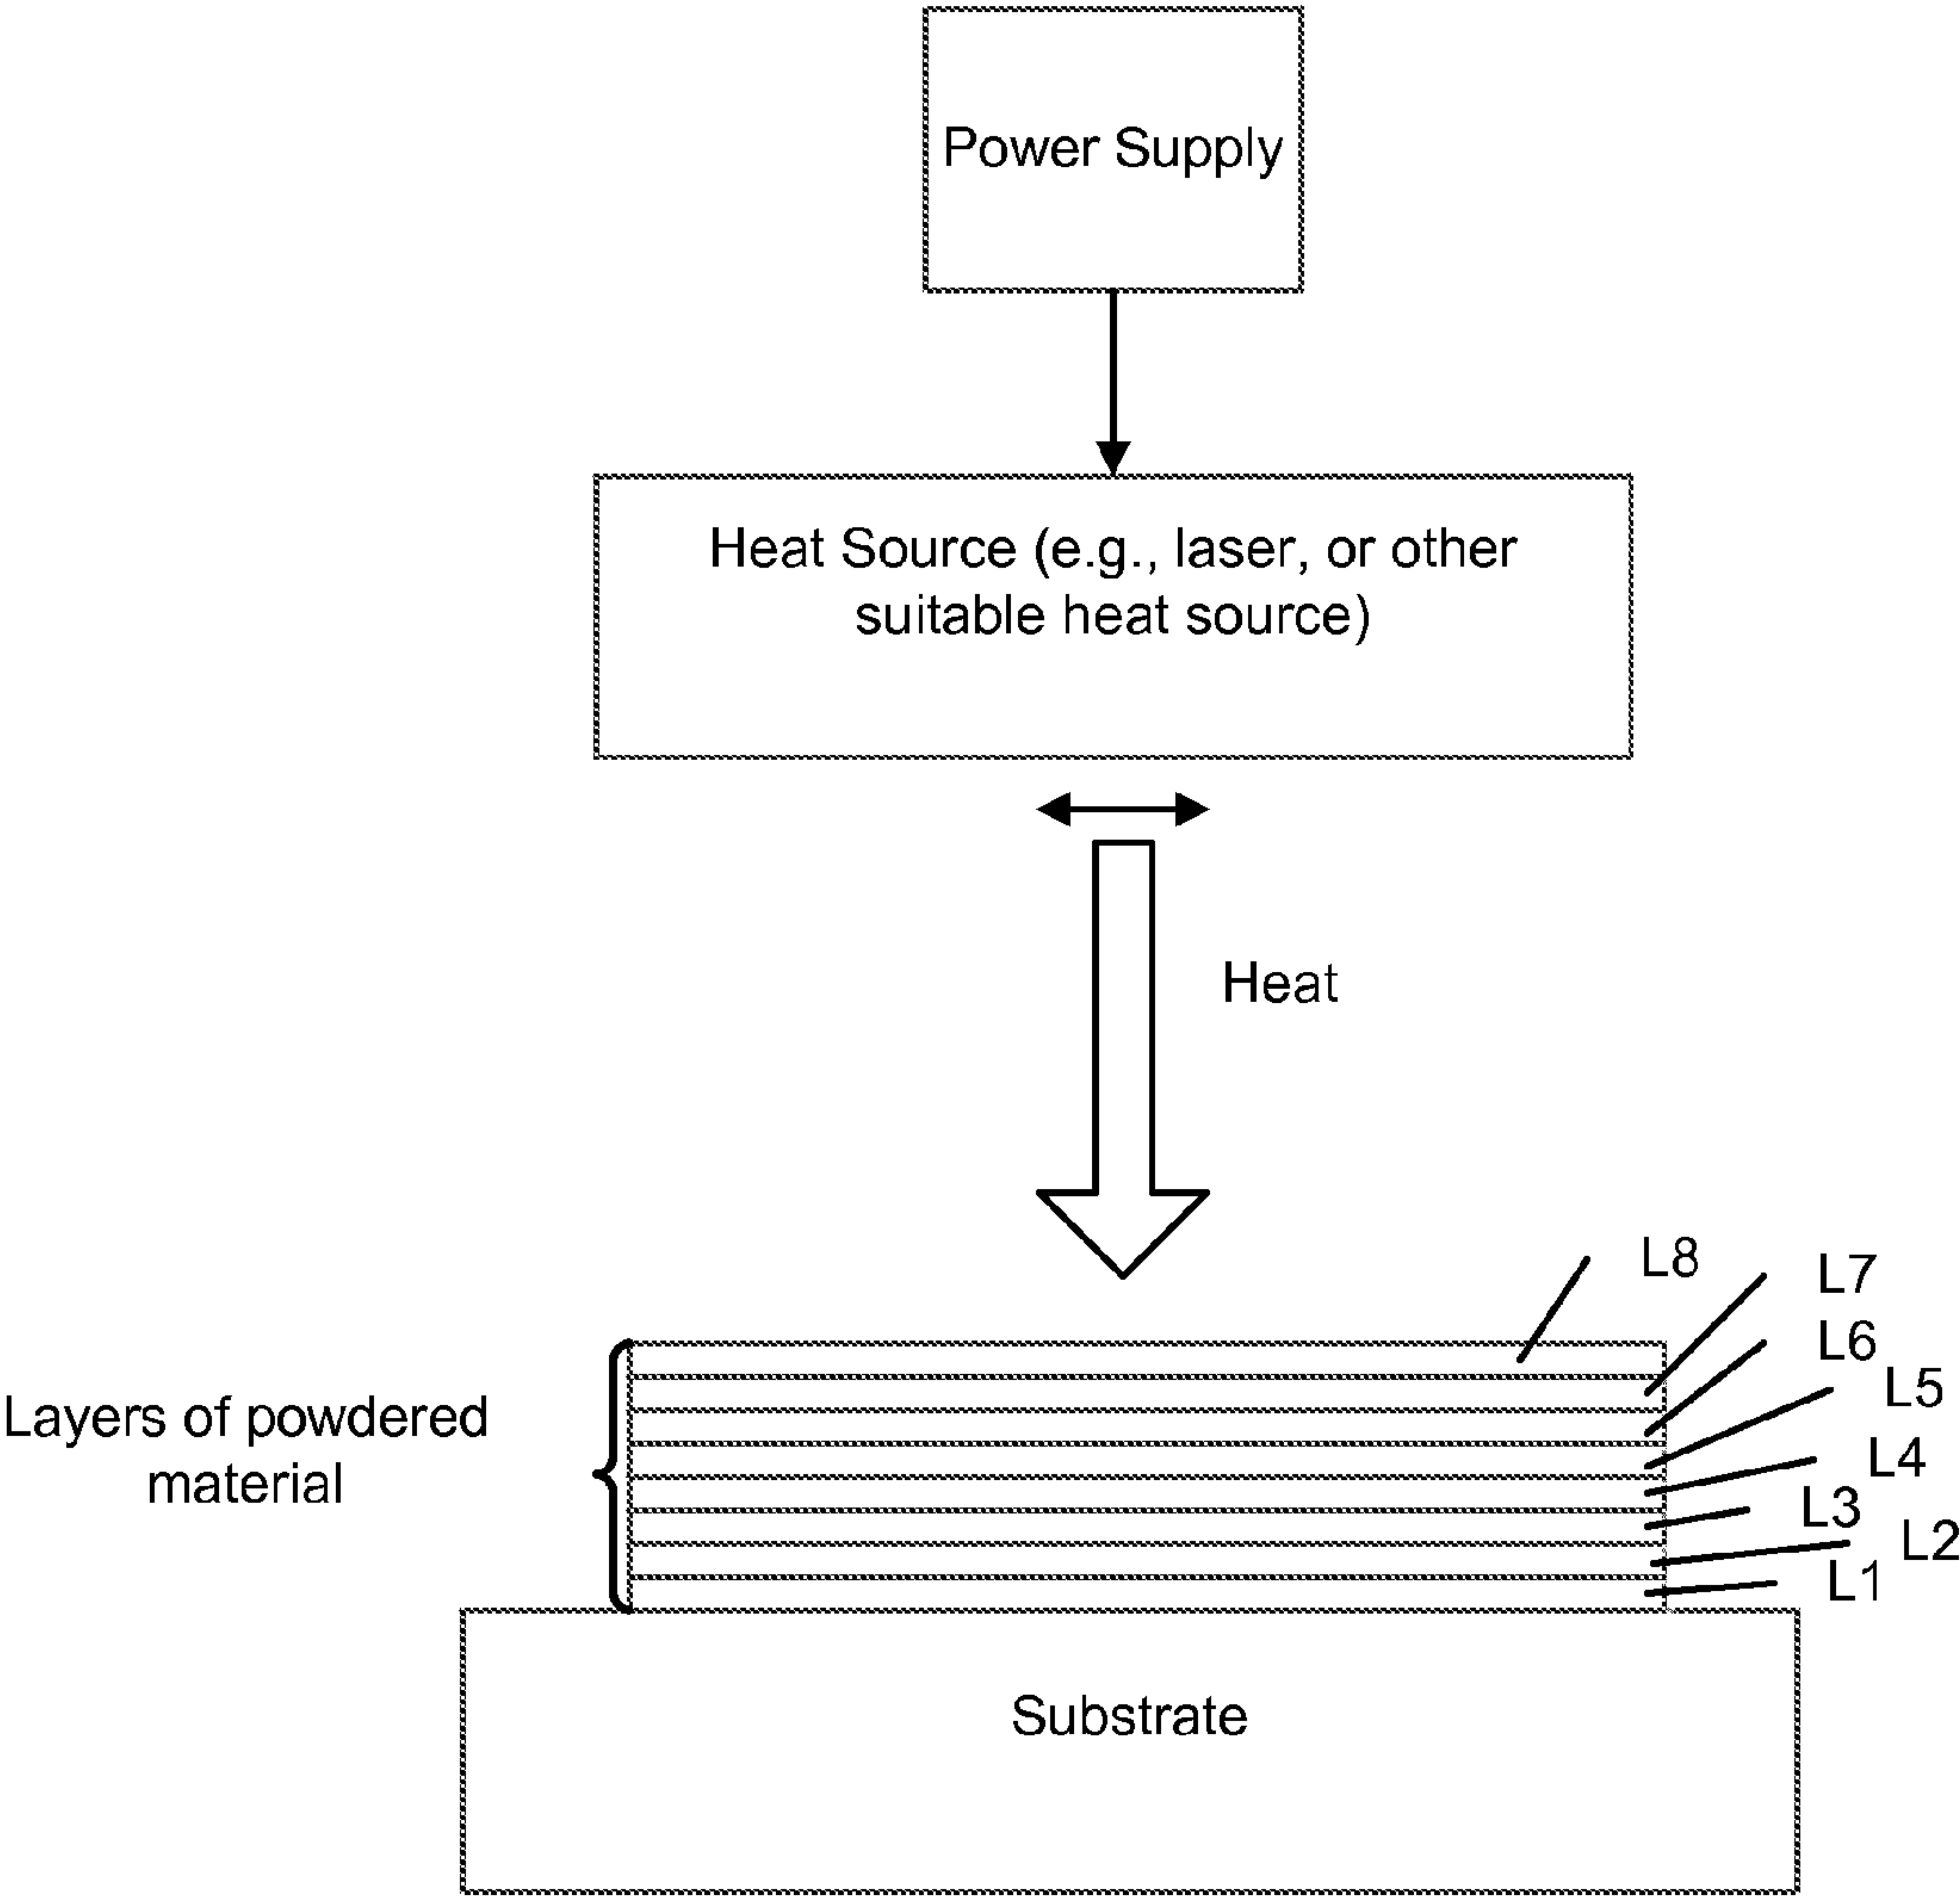 Power Supply
Heat Source (e.g., laser, or other
suitable heat source)
Heat
L8
L7
L6
L5
Layers of powdered
material
L4
L3
L2
L1
Substrate